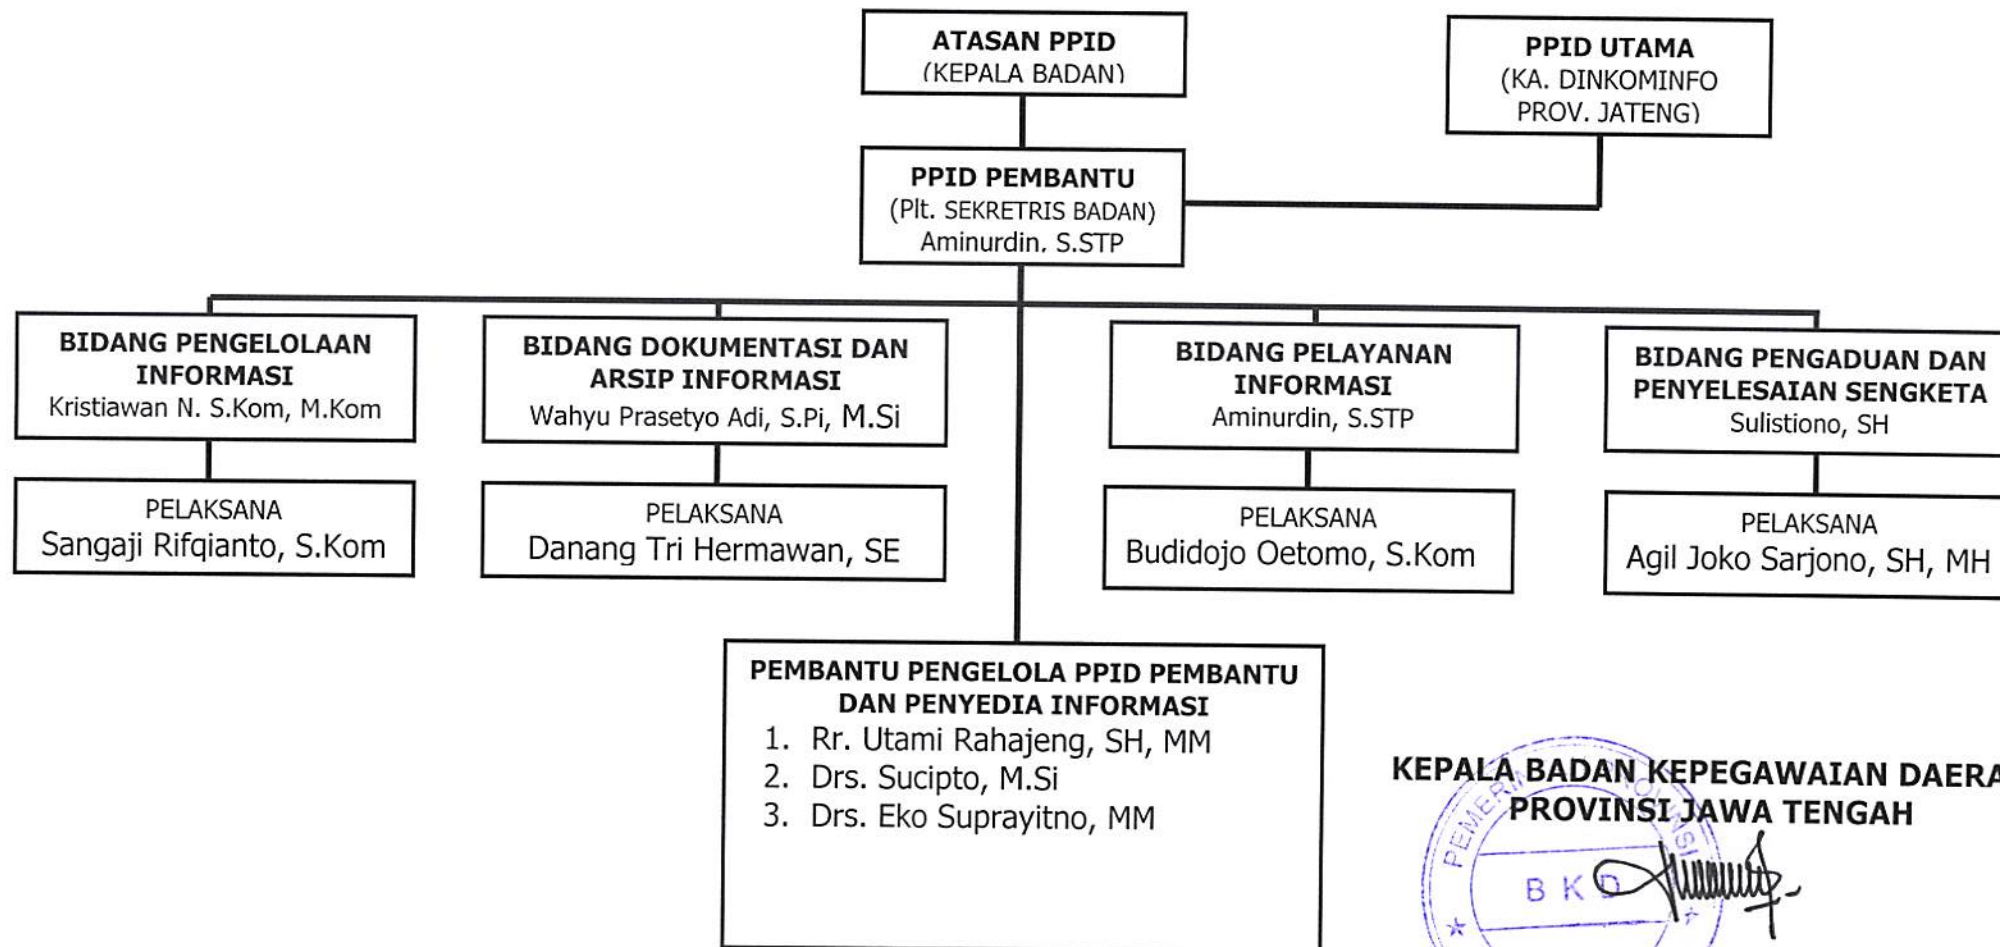 ATASAN PPID
(KEPALA BADAN)
PPID UTAMA
(KA. DINKOMINFO
PROV. JATENG)
PPID PEMBANTU
(Plt. SEKRETRIS BADAN)
Aminurdin. S.STP
BIDANG PENGELOLAAN
INFORMASI
Kristiawan N. S.Kom, M.Kom
BIDANG DOKUMENTASI DAN
ARSIP INFORMASI
Wahyu Prasetyo Adi, S.Pi, M.Si
BIDANG PELAYANAN
INFORMASI
Aminurdin, S.STP
BIDANG PENGADUAN DAN
PENYELESAIAN SENGKETA
Sulistiono, SH
PELAKSANA
Sangaji Rifqianto, S.Kom
PELAKSANA
Danang Tri Hermawan, SE
PELAKSANA
Budidojo Oetomo, S.Kom
PELAKSANA
Agil Joko Sarjono, SH, MH
PEMBANTU PENGELOLA PPID PEMBANTU
DAN PENYEDIA INFORMASI
1. Rr. Utami Rahajeng, SH, MM
2. Drs. Sucipto, M.Si
3. Drs. Eko Suprayitno, MM
KEPALA BADAN KEPEGAWAIAN DAERA
PROVINSI JAWA TENGAH
BKD